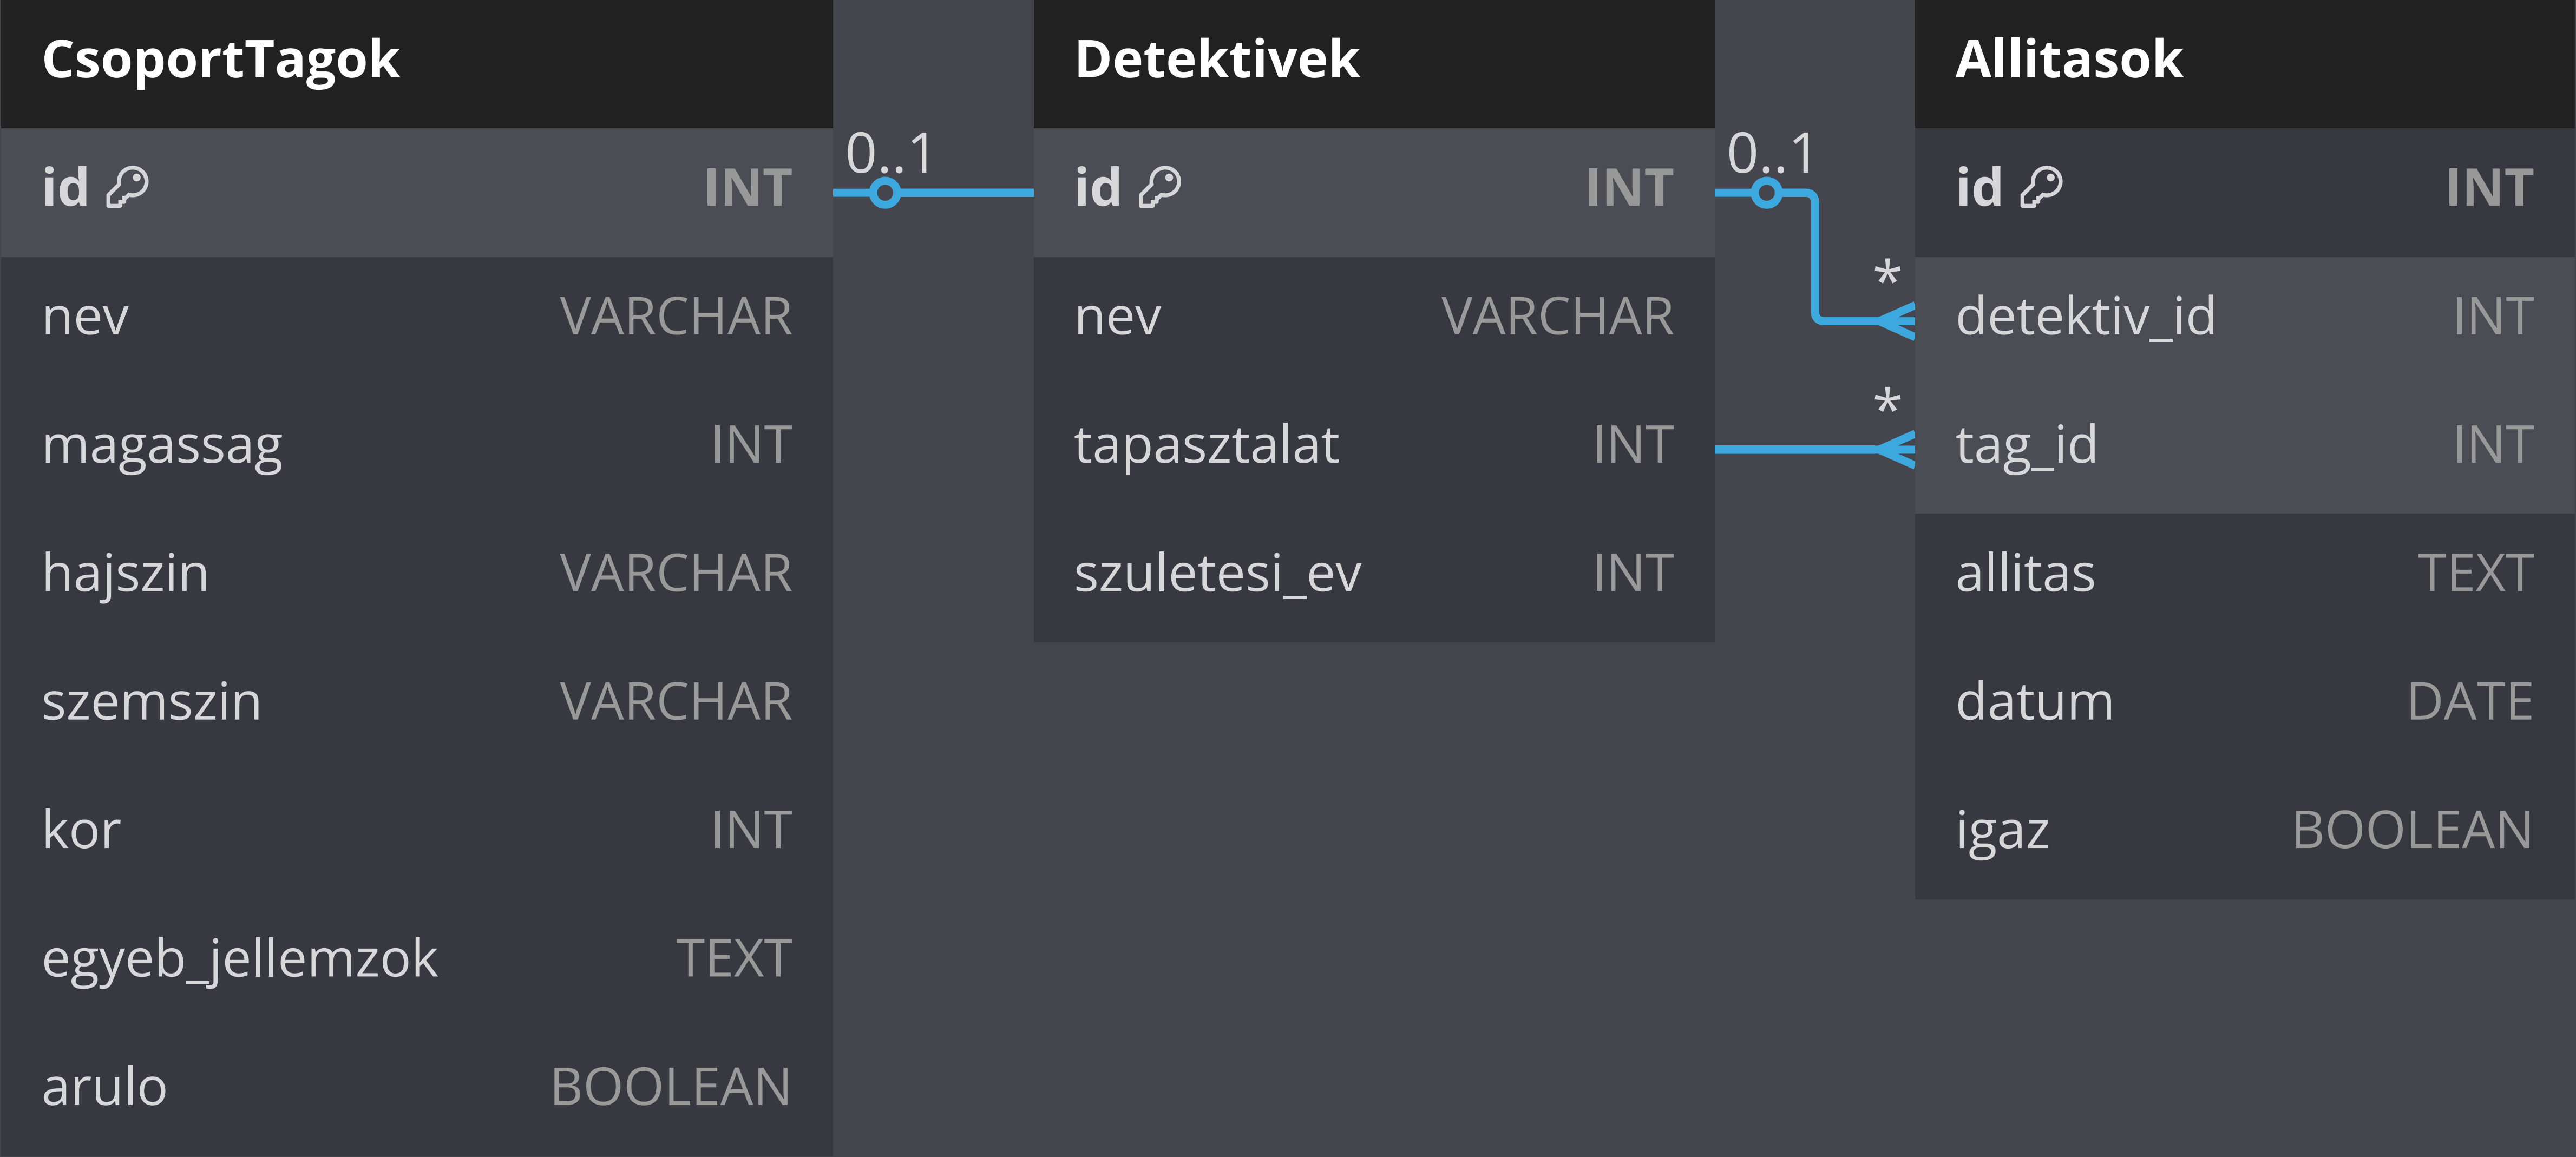 CsoportTagok
id INT
nev VARCHAR
magassag INT
hajszin VARCHAR
szemszin VARCHAR
kor INT
egyeb_jellemzok TEXT
arulo BOOLEAN
0..1
Detektivek
id INT
nev VARCHAR
tapasztalat INT
szuletesi_ev INT
0..1
*
*
Allitasok
id INT
detektiv_id INT
tag_id INT
allitas TEXT
datum DATE
igaz BOOLEAN